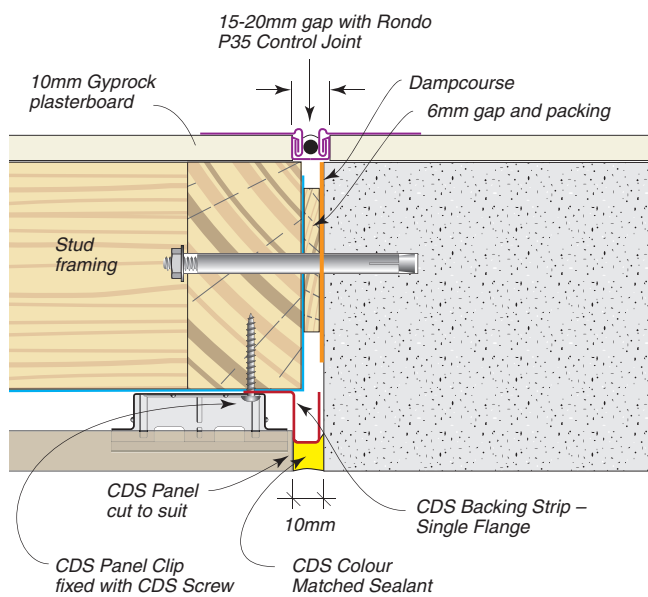 15-20mm gap with Rondo
P35 Control Joint
10mm Gyprock
plasterboard
Dampcourse
6mm gap and packing
Stud
framing
CDS Panel
cut to suit
10mm
CDS Backing Strip –
Single Flange
CDS Panel Clip
fixed with CDS Screw
CDS Colour
Matched Sealant